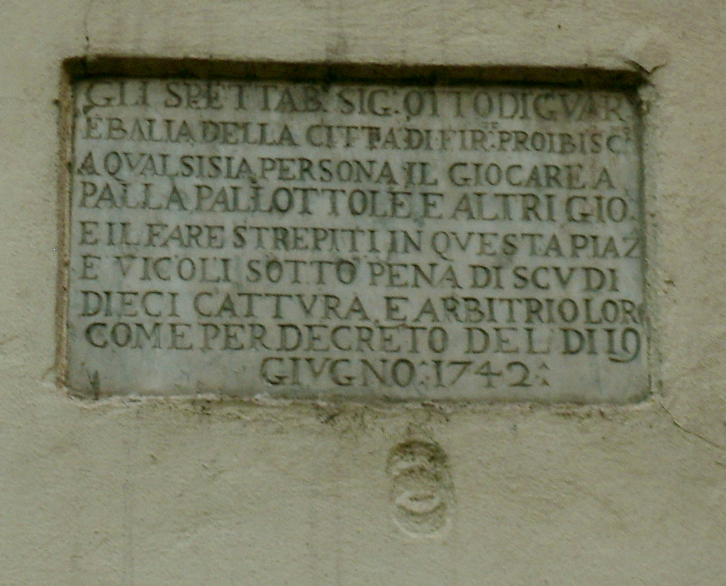 GLI SPETTAB. SIG: OTTO DI GVAR
E BALIA DELLA CITTA DI FIR:ᴱ PROIBISC:
A QVALSISIA PERSONA IL GIOCARE A
PALLA PALLOTTOLE E ALTRI GIO.
E IL FARE STREPITI IN QVESTA PIAZ
E VICOLI SOTTO PENA DI SCVDI
DIECI CATTVRA E ARBITRIO LOR
COME PER DECRETO DEL DI 19
GIVGNO: 1742: